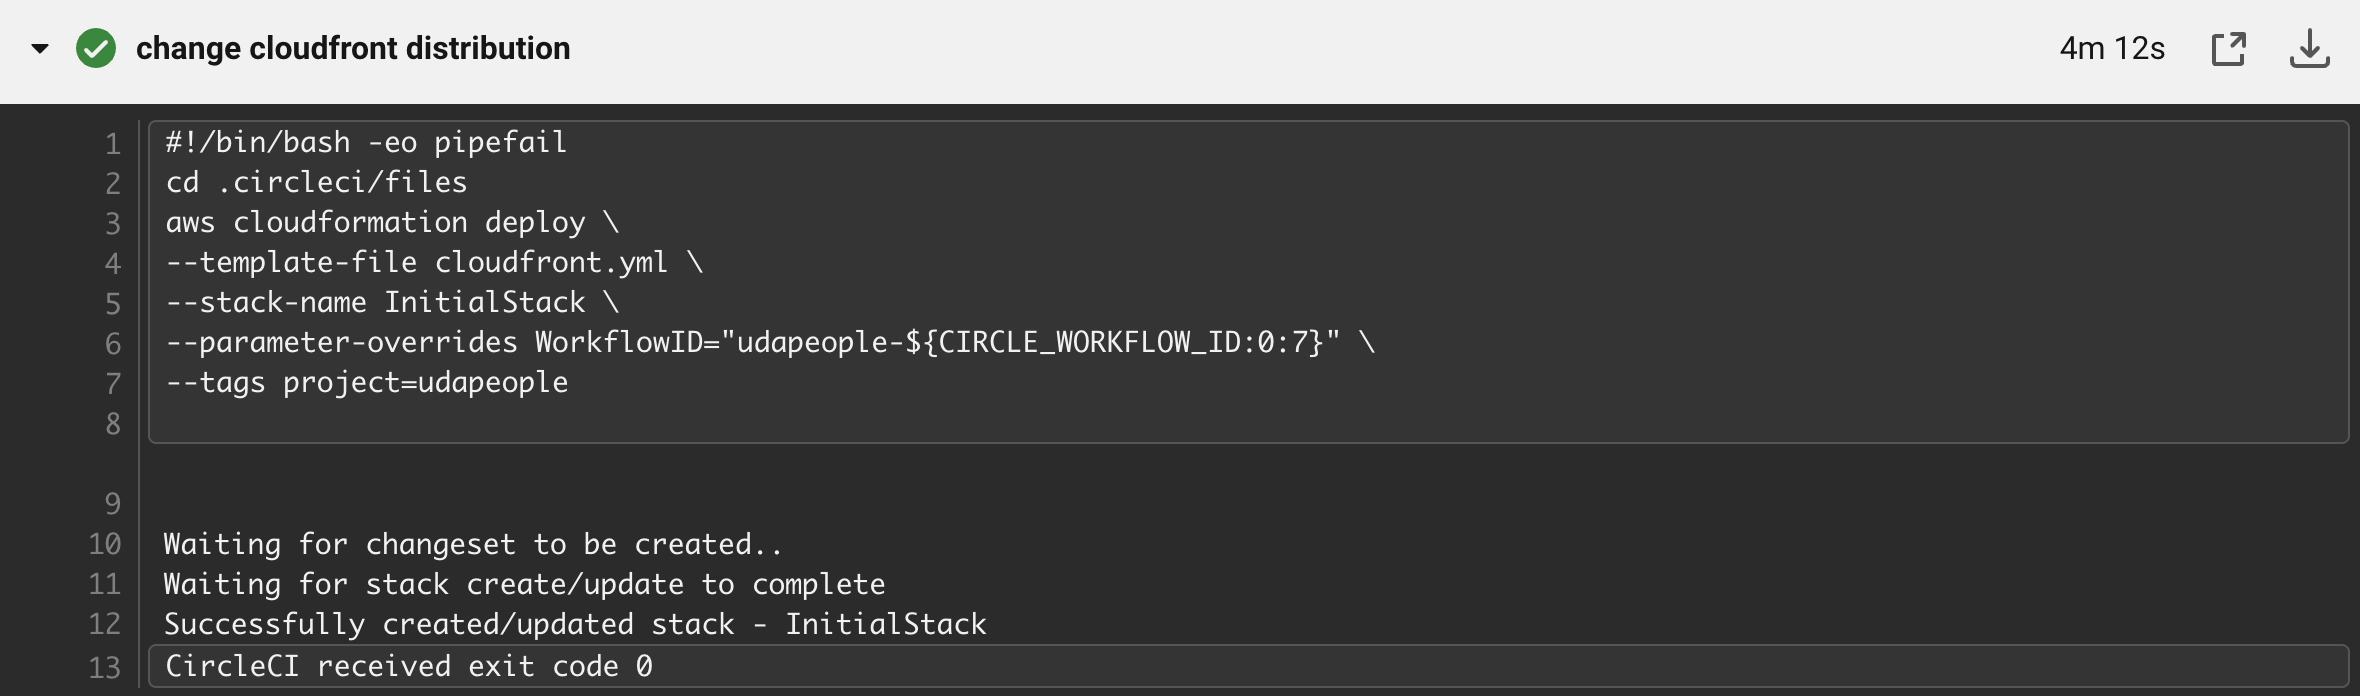 change cloudfront distribution
4m 12s
1 #!/bin/bash -eo pipefail
2 cd .circleci/files
3 aws cloudformation deploy \
4 --template-file cloudfront.yml \
5 --stack-name InitialStack \
6 --parameter-overrides WorkflowID="udapeople-${CIRCLE_WORKFLOW_ID:0:7}" \
7 --tags project=udapeople
8
9
10 Waiting for changeset to be created..
11 Waiting for stack create/update to complete
12 Successfully created/updated stack - InitialStack
13 CircleCI received exit code 0